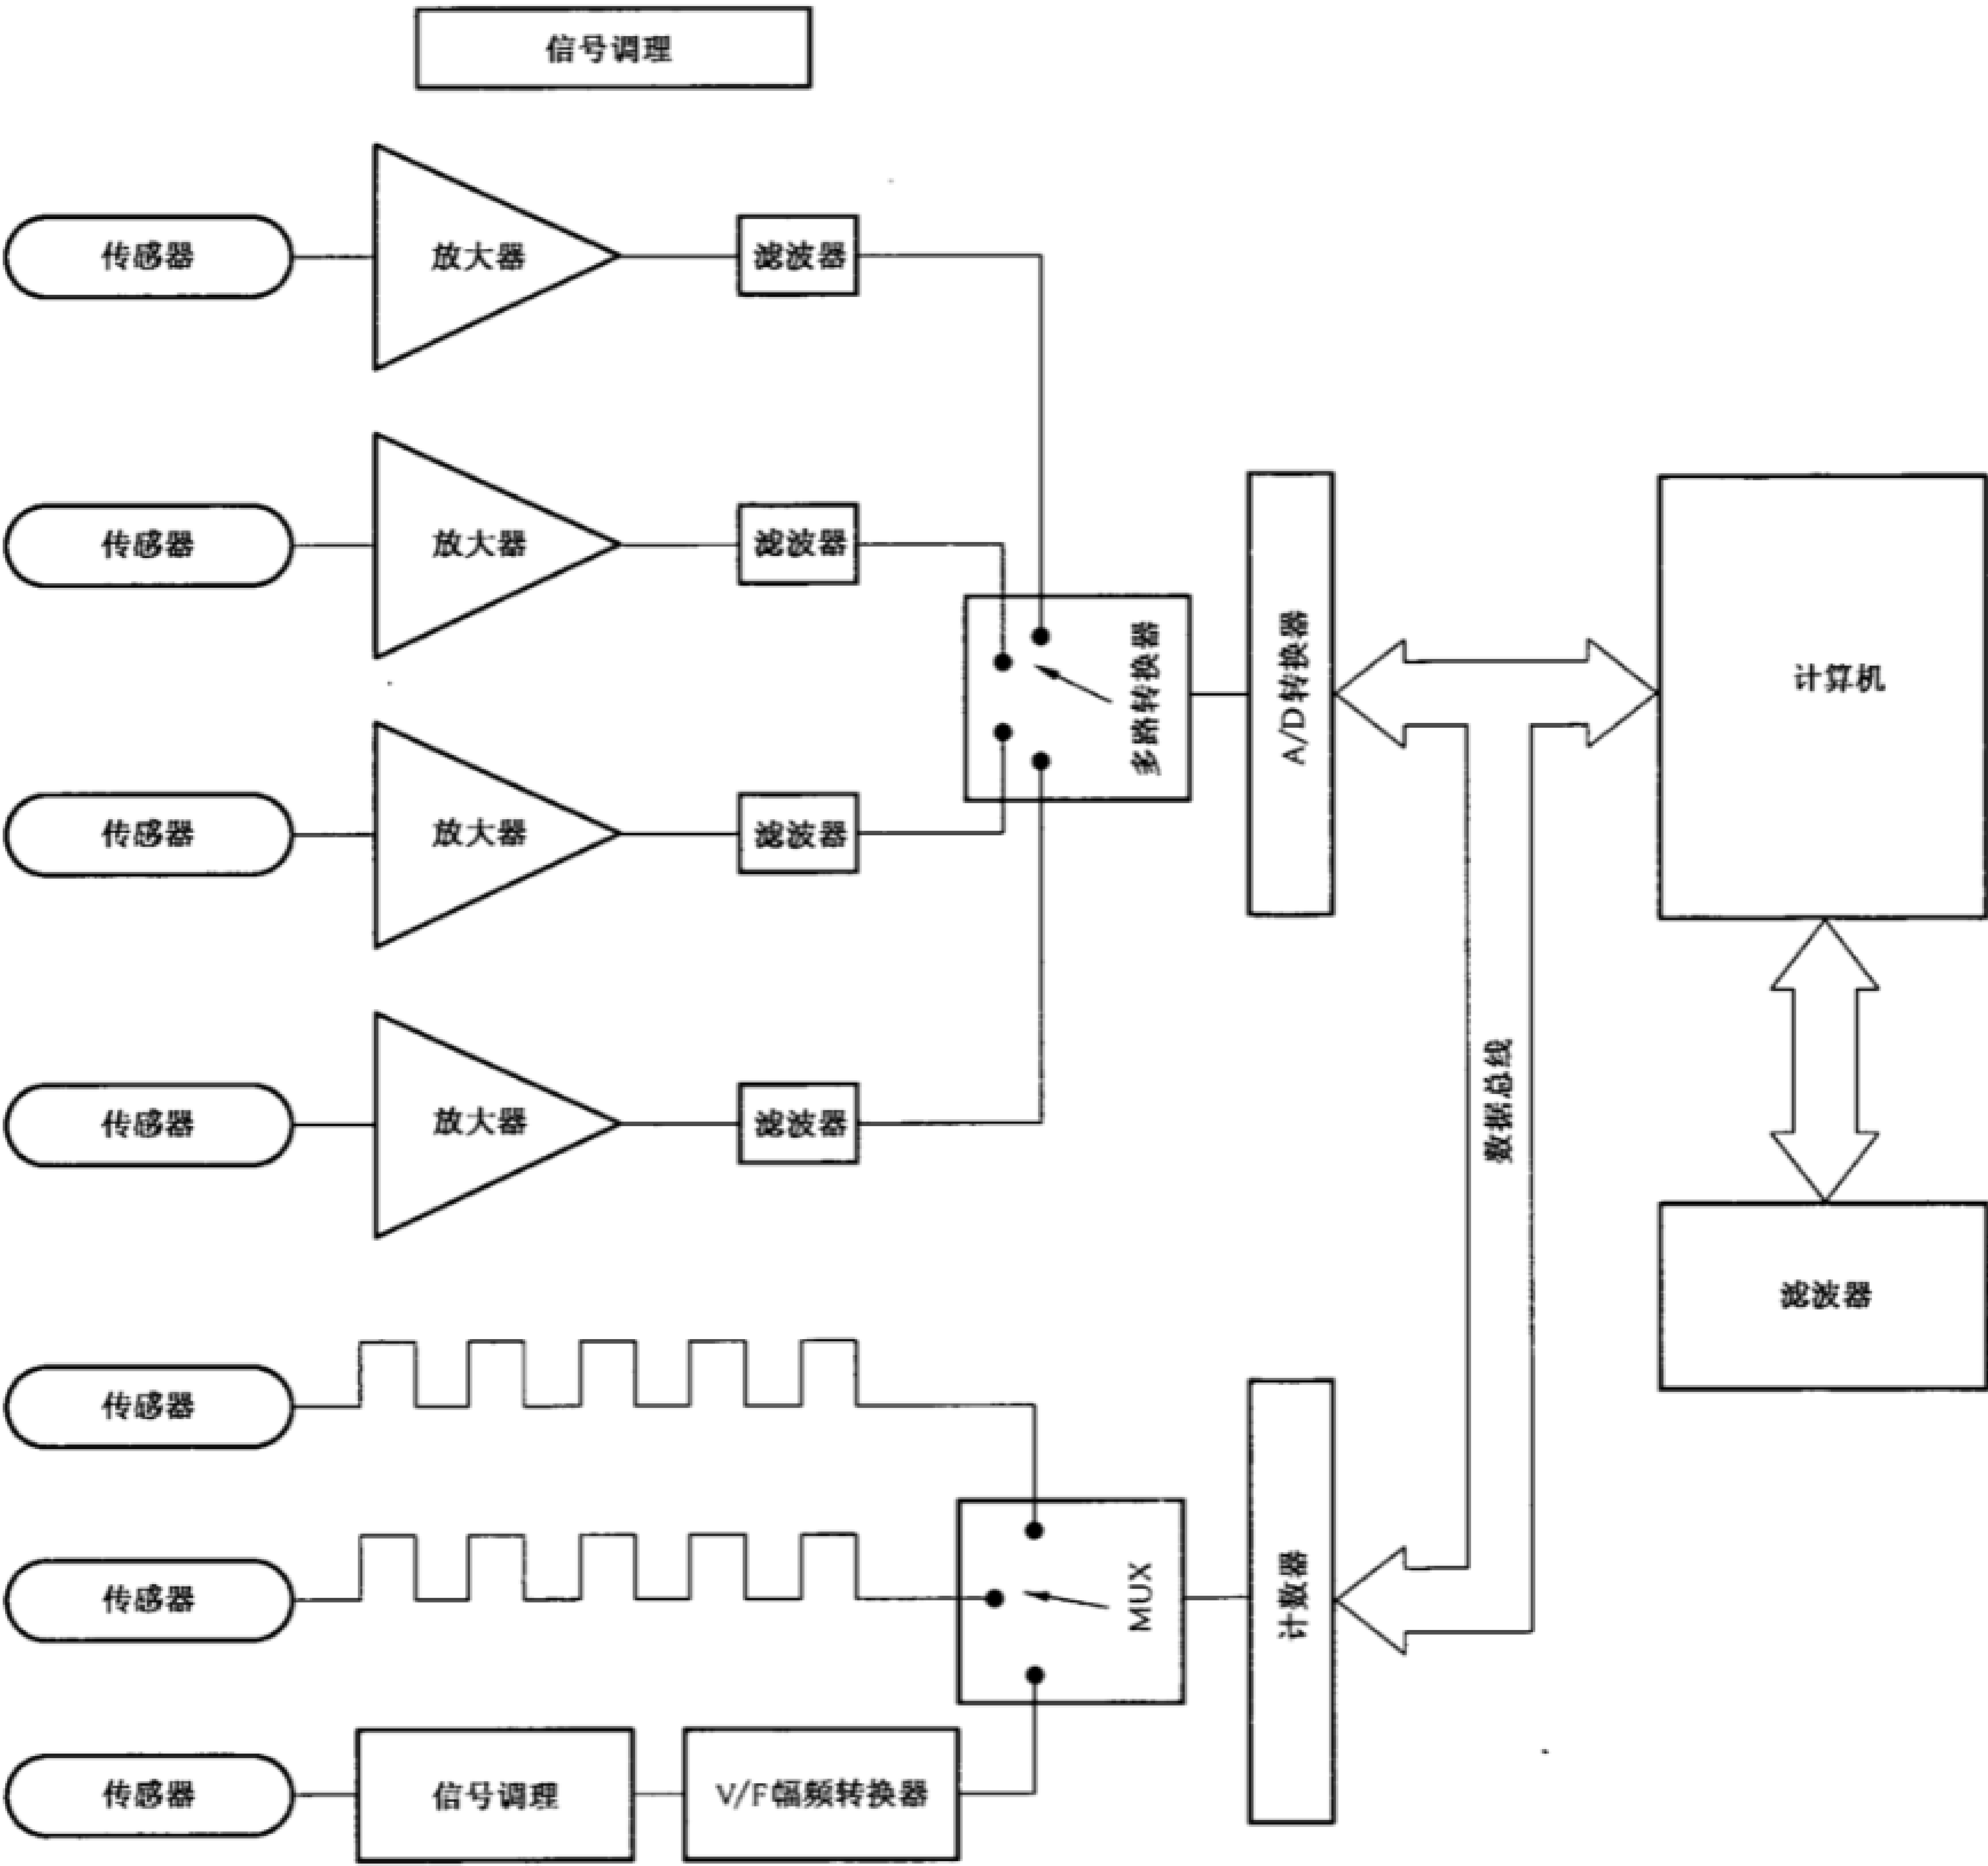 信号调理
传感器
放大器
滤波器
传感器
放大器
滤波器
多路转换器
A/D转换器
计算机
传感器
放大器
滤波器
传感器
放大器
滤波器
数据总线
滤波器
传感器
传感器
MUX
计数器
传感器
信号调理
V/F幅频转换器